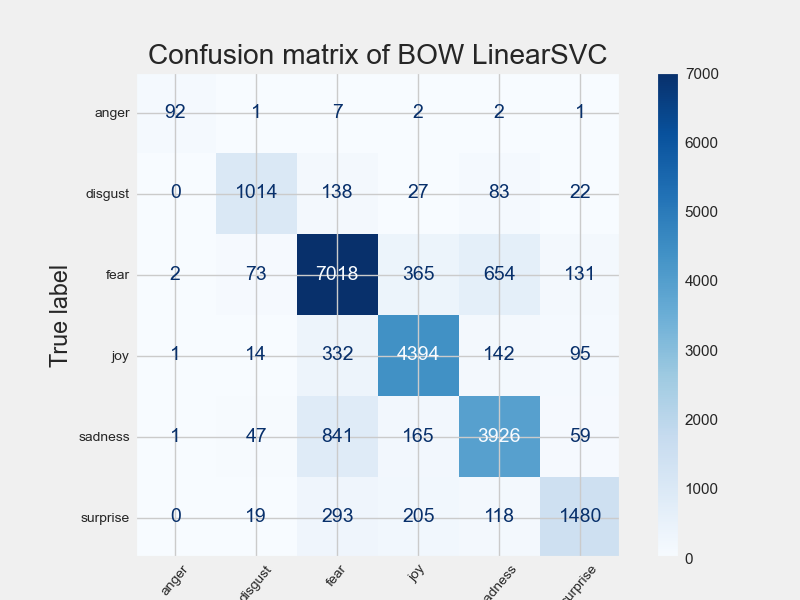 Confusion matrix of BOW LinearSVC
anger 92 1 7 2 2 1
disgust 0 1014 138 27 83 22
fear 2 73 7018 365 654 131
joy 1 14 332 4394 142 95
sadness 1 47 841 165 3926 59
surprise 0 19 293 205 118 1480
True label
anger disgust fear joy adness urprise
7000
6000
5000
4000
3000
2000
1000
0